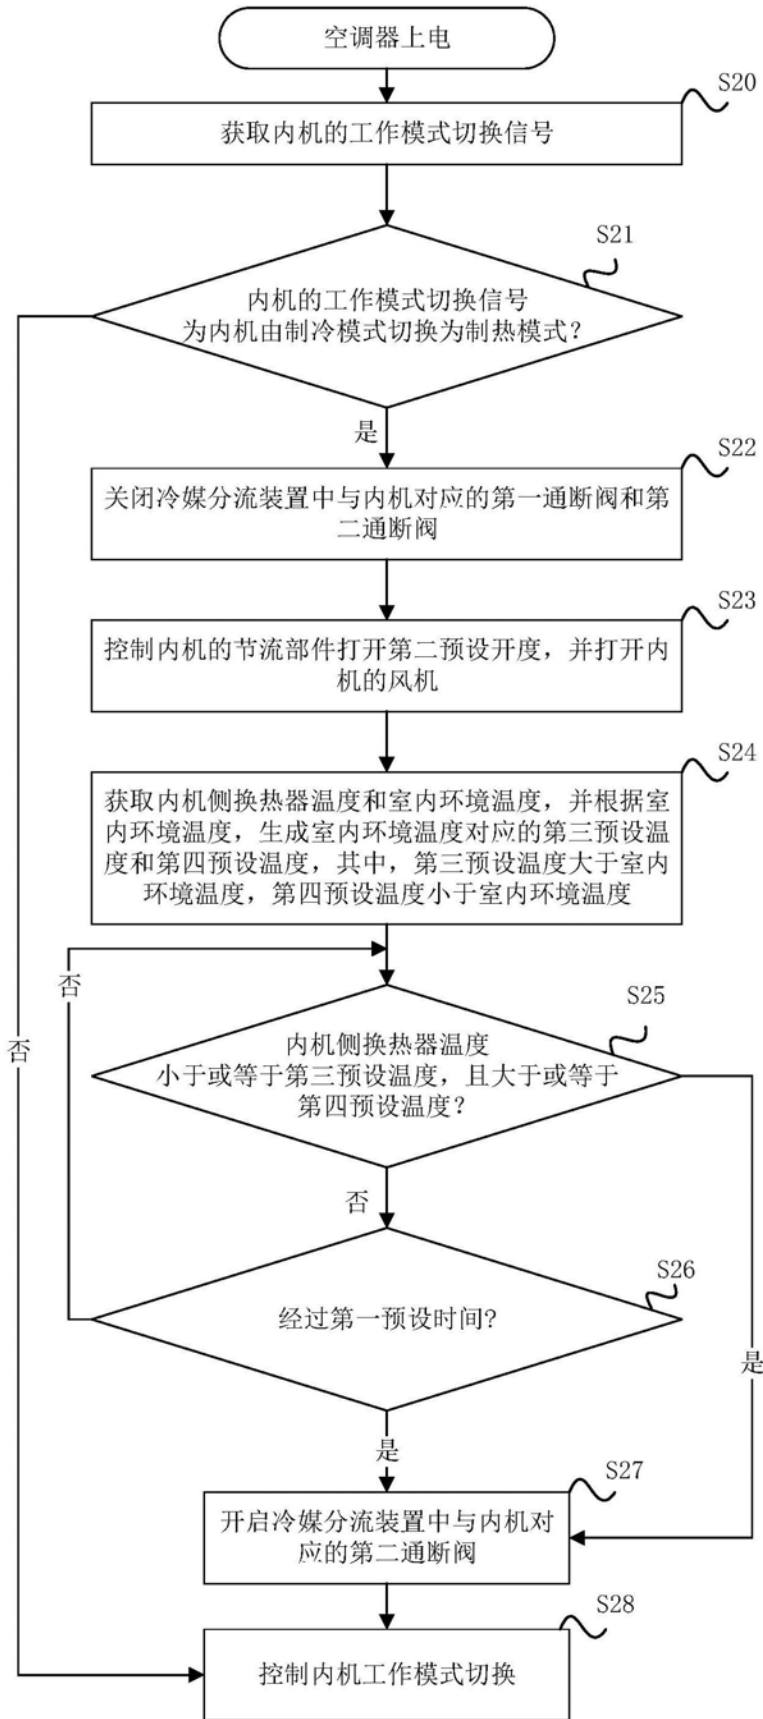 空调器上电
S20
获取内机的工作模式切换信号
S21
内机的工作模式切换信号
为内机由制冷模式切换为制热模式?
是
S22
关闭冷媒分流装置中与内机对应的第一通断阀和第
二通断阀
S23
控制内机的节流部件打开第二预设开度，并打开内
机的风机
S24
获取内机侧换热器温度和室内环境温度，并根据室
内环境温度，生成室内环境温度对应的第三预设温
度和第四预设温度，其中，第三预设温度大于室内
环境温度，第四预设温度小于室内环境温度
否
S25
内机侧换热器温度
小于或等于第三预设温度，且大于或等于
第四预设温度?
否
否
S26
经过第一预设时间?
是
是
S27
开启冷媒分流装置中与内机对
应的第二通断阀
S28
控制内机工作模式切换